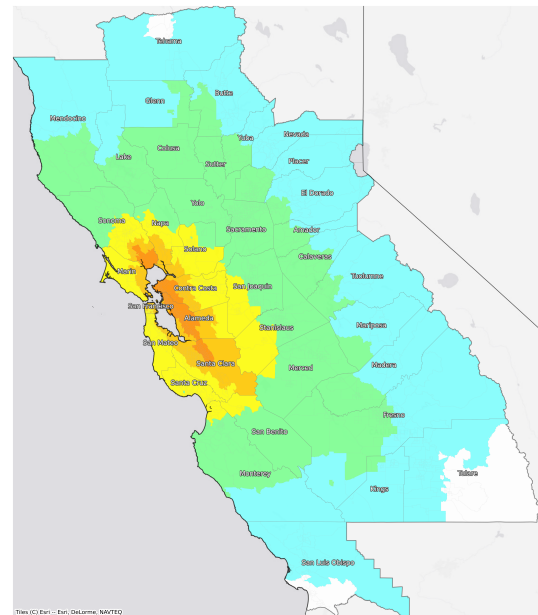 Tehama
Butte
Glenn
Mendocino
Nevada
Yuba
Colusa
Lake
Placer
Sutter
El Dorado
Yolo
Sonoma
Napa
Sacramento
Amador
Solano
Calaveras
Marin
Tuolumne
Contra Costa
San Joaquin
San Francisco
Alameda
Stanislaus
Mariposa
San Mateo
Santa Clara
Madera
Merced
Santa Cruz
Fresno
San Benito
Monterey
Tulare
Kings
San Luis Obispo
Tiles (C) Esri -- Esri, DeLorme, NAVTEQ